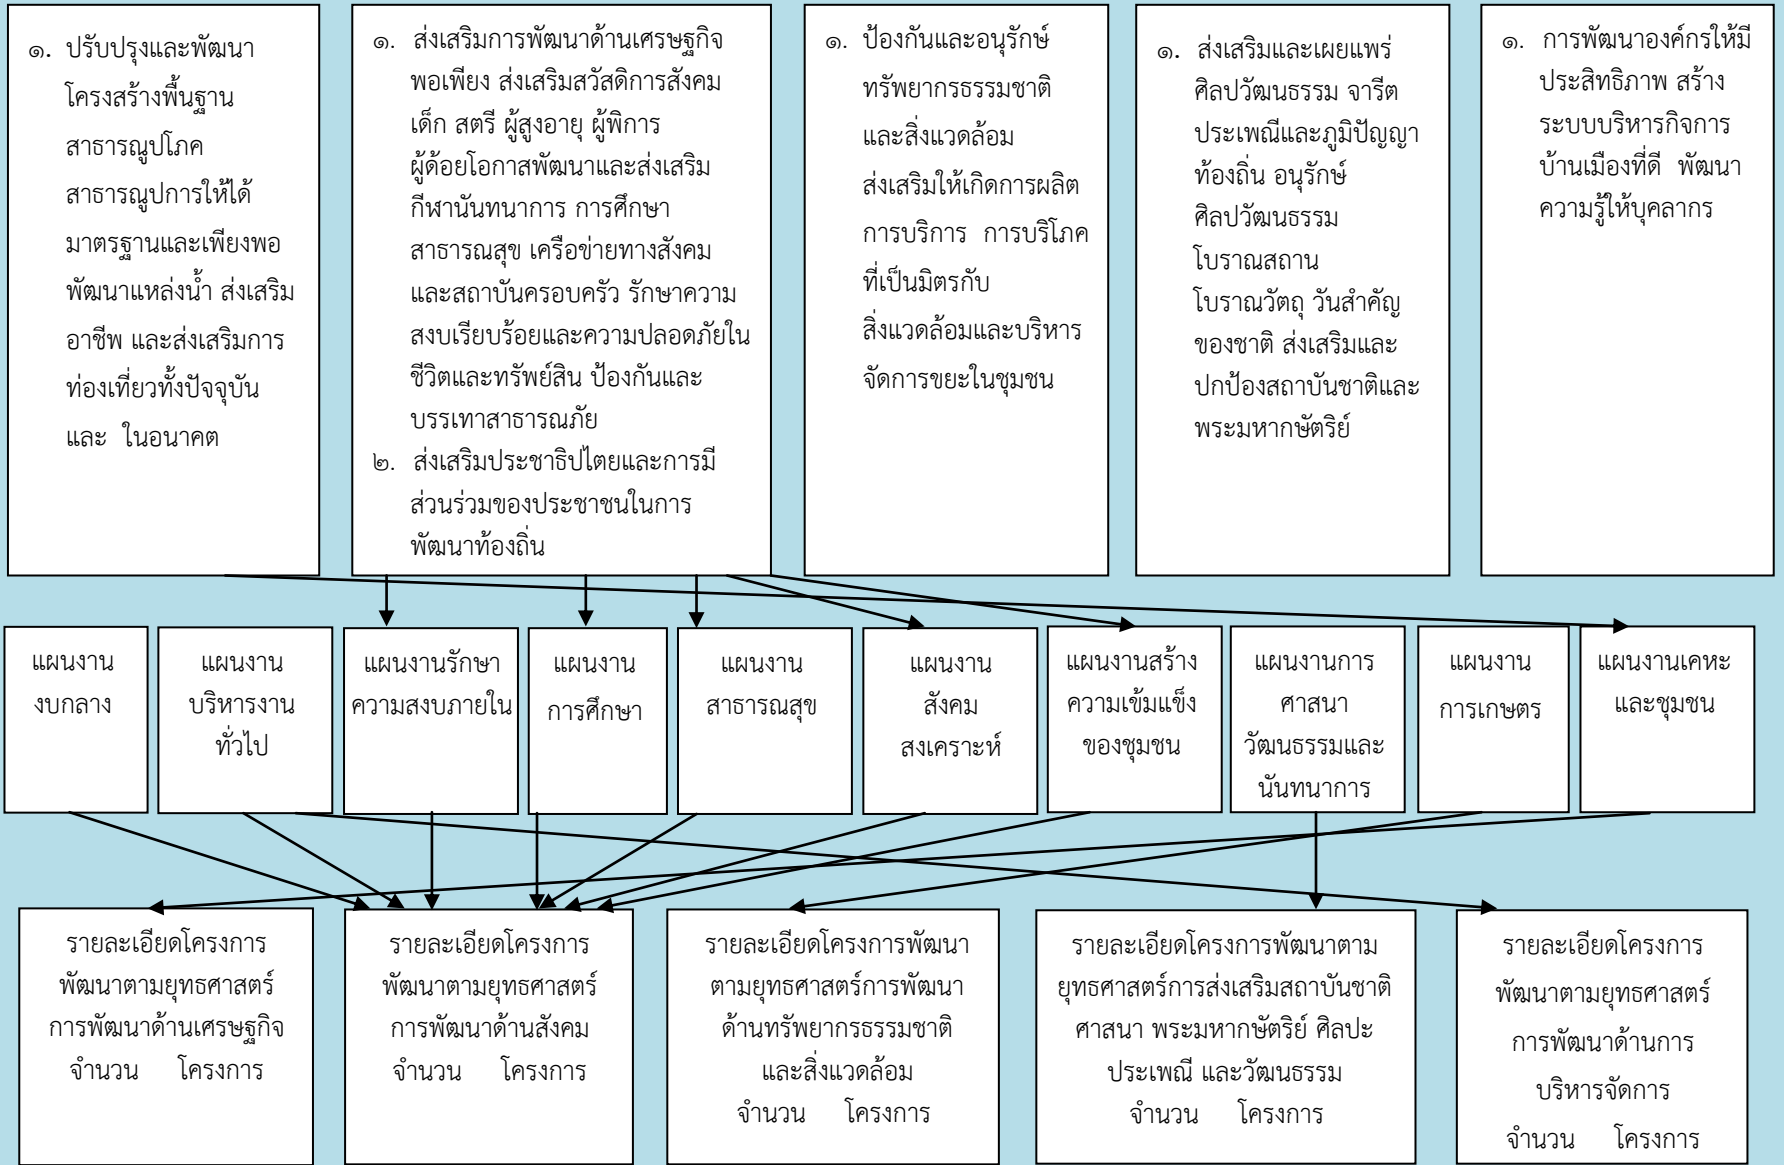 ๑. ปรับปรุงและพัฒนา
โครงสร้างพื้นฐาน
สาธารณูปโภค
สาธารณูปการให้ได้
มาตรฐานและเพียงพอ
พัฒนาแหล่งน้ำ ส่งเสริม
อาชีพ และส่งเสริมการ
ท่องเที่ยวทั้งปัจจุบัน
และ ในอนาคต
๑. ส่งเสริมการพัฒนาด้านเศรษฐกิจ
พอเพียง ส่งเสริมสวัสดิการสังคม
เด็ก สตรี ผู้สูงอายุ ผู้พิการ
ผู้ด้อยโอกาสพัฒนาและส่งเสริม
กีฬานันทนาการ การศึกษา
สาธารณสุข เครือข่ายทางสังคม
และสถาบันครอบครัว รักษาความ
สงบเรียบร้อยและความปลอดภัยใน
ชีวิตและทรัพย์สิน ป้องกันและ
บรรเทาสาธารณภัย
๒. ส่งเสริมประชาธิปไตยและการมี
ส่วนร่วมของประชาชนในการ
พัฒนาท้องถิ่น
๑. ป้องกันและอนุรักษ์
ทรัพยากรธรรมชาติ
และสิ่งแวดล้อม
ส่งเสริมให้เกิดการผลิต
การบริการ การบริโภค
ที่เป็นมิตรกับ
สิ่งแวดล้อมและบริหาร
จัดการขยะในชุมชน
๑. ส่งเสริมและเผยแพร่
ศิลปวัฒนธรรม จารีต
ประเพณีและภูมิปัญญา
ท้องถิ่น อนุรักษ์
ศิลปวัฒนธรรม
โบราณสถาน
โบราณวัตถุ วันสำคัญ
ของชาติ ส่งเสริมและ
ปกป้องสถาบันชาติและ
พระมหากษัตริย์
๑. การพัฒนาองค์กรให้มี
ประสิทธิภาพ สร้าง
ระบบบริหารกิจการ
บ้านเมืองที่ดี พัฒนา
ความรู้ให้บุคลากร
แผนงาน
งบกลาง
แผนงาน
บริหารงาน
ทั่วไป
แผนงานรักษา
ความสงบภายใน
แผนงาน
การศึกษา
แผนงาน
สาธารณสุข
แผนงาน
สังคม
สงเคราะห์
แผนงานสร้าง
ความเข้มแข็ง
ของชุมชน
แผนงานการ
ศาสนา
วัฒนธรรมและ
นันทนาการ
แผนงาน
การเกษตร
แผนงานเคหะ
และชุมชน
รายละเอียดโครงการ
พัฒนาตามยุทธศาสตร์
การพัฒนาด้านเศรษฐกิจ
จำนวน โครงการ
รายละเอียดโครงการ
พัฒนาตามยุทธศาสตร์
การพัฒนาด้านสังคม
จำนวน โครงการ
รายละเอียดโครงการพัฒนา
ตามยุทธศาสตร์การพัฒนา
ด้านทรัพยากรธรรมชาติ
และสิ่งแวดล้อม
จำนวน โครงการ
รายละเอียดโครงการพัฒนาตาม
ยุทธศาสตร์การส่งเสริมสถาบันชาติ
ศาสนา พระมหากษัตริย์ ศิลปะ
ประเพณี และวัฒนธรรม
จำนวน โครงการ
รายละเอียดโครงการ
พัฒนาตามยุทธศาสตร์
การพัฒนาด้านการ
บริหารจัดการ
จำนวน โครงการ